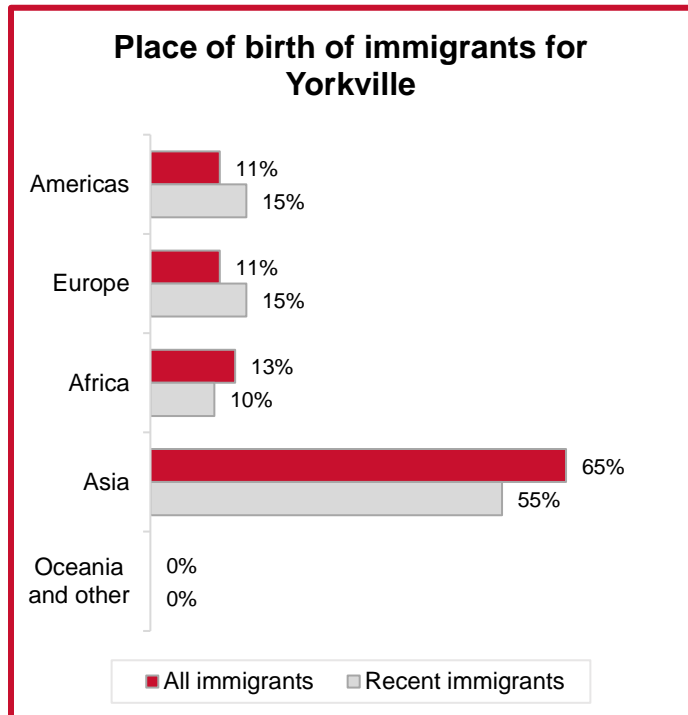 Place of birth of immigrants for
Yorkville
Americas
11%
15%
Europe
11%
15%
Africa
13%
10%
Asia
65%
55%
Oceania
and other
0%
0%
All immigrants
Recent immigrants